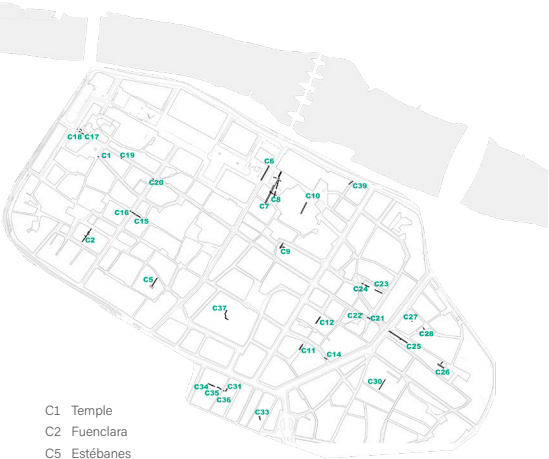 C18 C17
C1 C19
C20
C16
C15
C2
C5
C6
C7
C8
C10
C39
C9
C37
C24 C23
C22 C21
C12
C27
C28
C25
C26
C11
C14
C30
C34 C31
C35
C36
C33
C1 Temple
C2 Fuenclara
C5 Estébanes